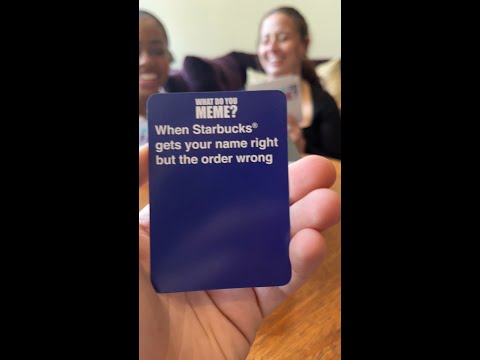 WHAT DO YOU
MEME?
When Starbucks®
gets your name right
but the order wrong